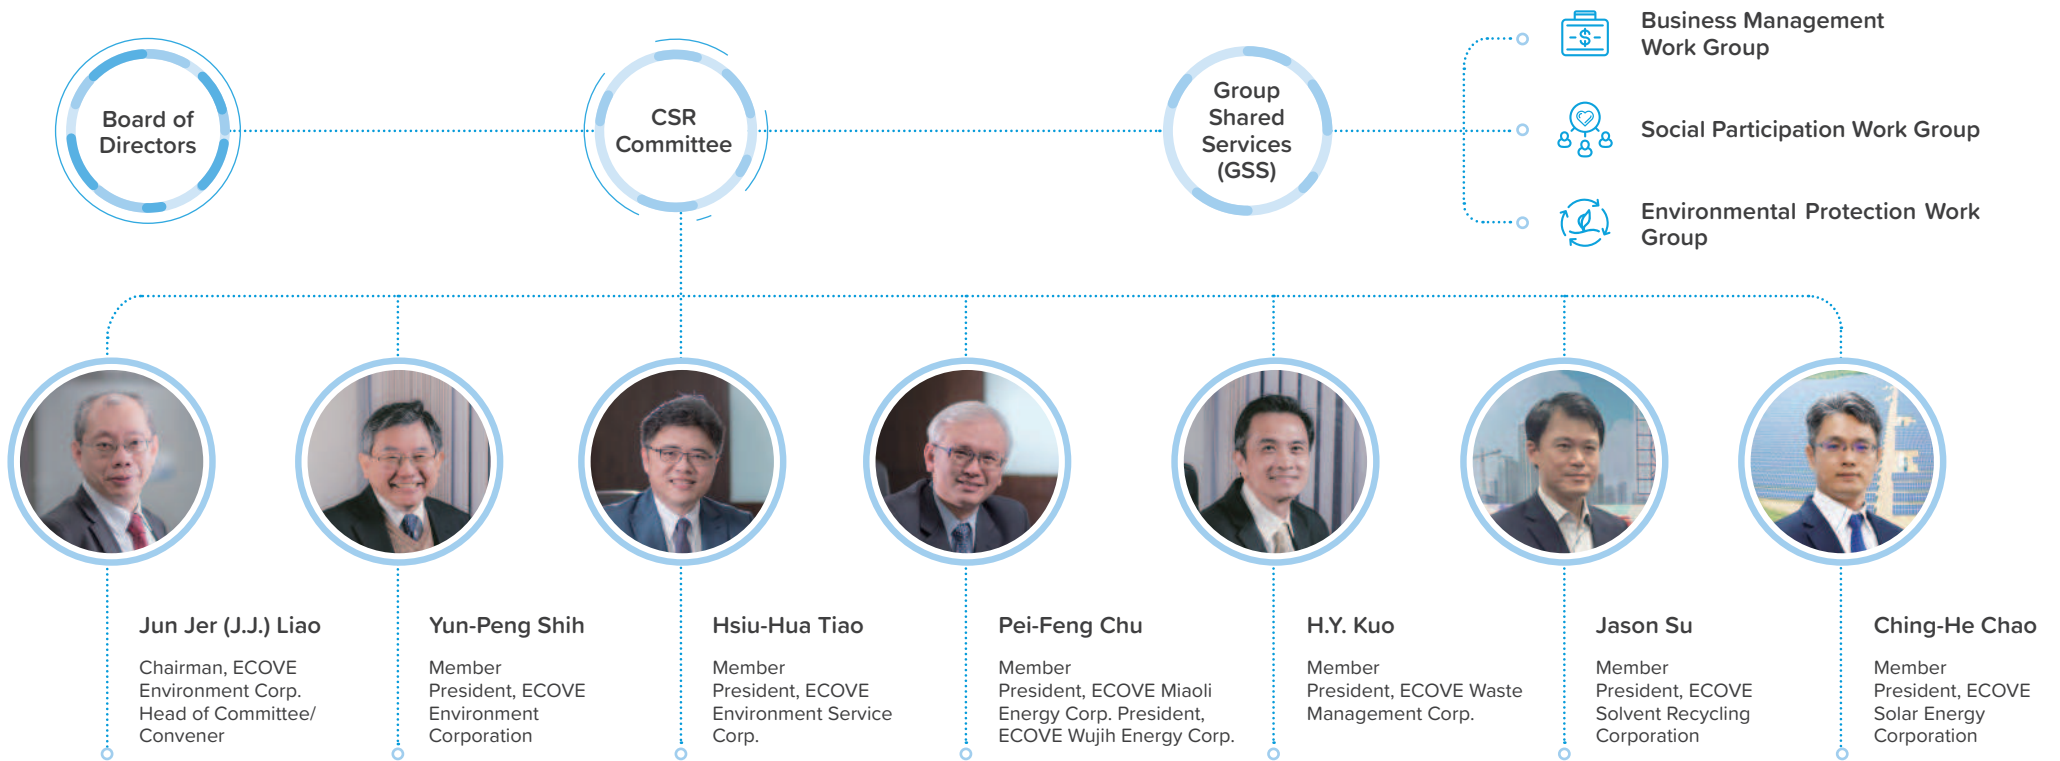 Board of
Directors
CSR
Committee
Group
Shared
Services
(GSS)
Business Management
Work Group
Social Participation Work Group
Environmental Protection Work
Group
Jun Jer (J.J.) Liao
Chairman, ECOVE
Environment Corp.
Head of Committee/
Convener
Yun-Peng Shih
Member
President, ECOVE
Environment
Corporation
Hsiu-Hua Tiao
Member
President, ECOVE
Environment Service
Corp.
Pei-Feng Chu
Member
President, ECOVE Miaoli
Energy Corp. President,
ECOVE Wujih Energy Corp.
H.Y. Kuo
Member
President, ECOVE Waste
Management Corp.
Jason Su
Member
President, ECOVE
Solvent Recycling
Corporation
Ching-He Chao
Member
President, ECOVE
Solar Energy
Corporation